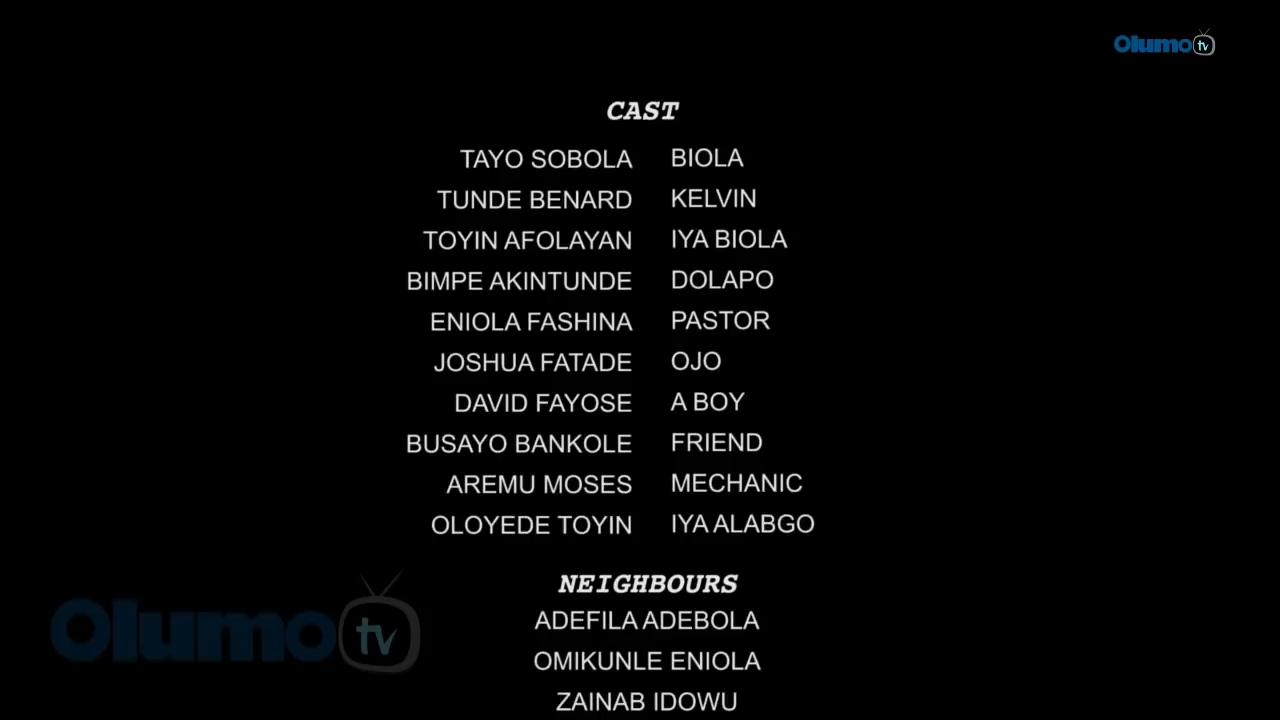 Olumo tv
CAST
TAYO SOBOLA BIOLA
TUNDE BENARD KELVIN
TOYIN AFOLAYAN IYA BIOLA
BIMPE AKINTUNDE DOLAPO
ENIOLA FASHINA PASTOR
JOSHUA FATADE OJO
DAVID FAYOSE A BOY
BUSAYO BANKOLE FRIEND
AREMU MOSES MECHANIC
OLOYEDE TOYIN IYA ALABGO
NEIGHBOURS
ADEFILA ADEBOLA
OMIKUNLE ENIOLA
ZAINAB IDOWU
Olumo tv